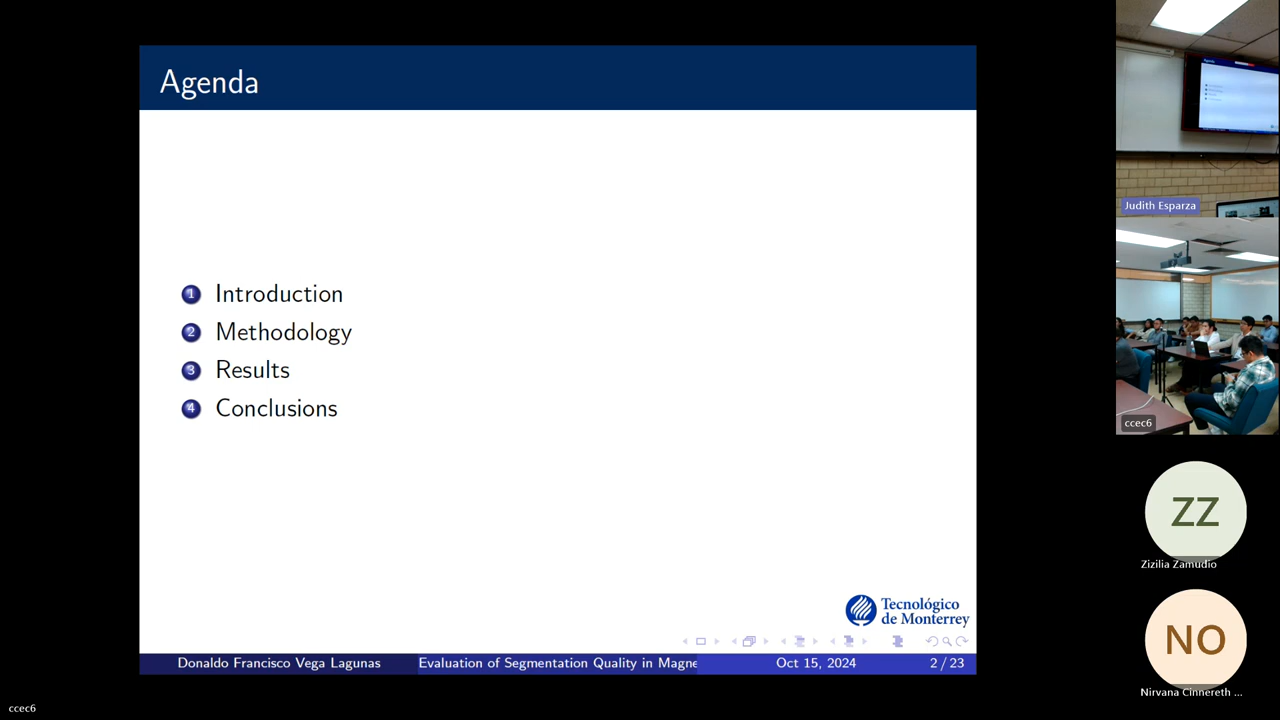 Agenda
1 Introduction
2 Methodology
3 Results
4 Conclusions
Tecnológico
de Monterrey
Donaldo Francisco Vega Lagunas
Evaluation of Segmentation Quality in Magne
Oct 15, 2024
2 / 23
Judith Esparza
ccec6
ZZ
Zizilia Zamudio
NO
Nirvana Cinnereth ...
ccec6